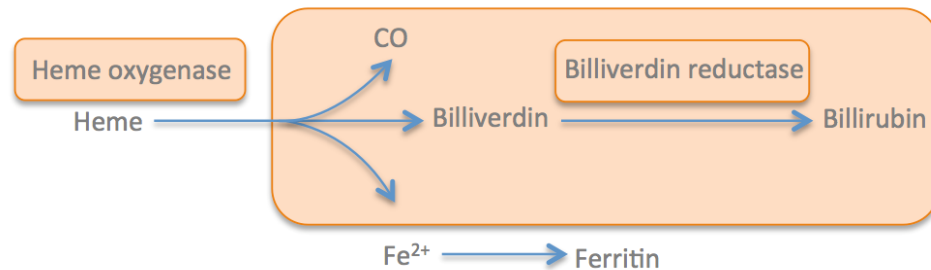 CO
Heme oxygenase
Billiverdin reductase
Heme
Billiverdin
Billirubin
Fe²⁺
Ferritin